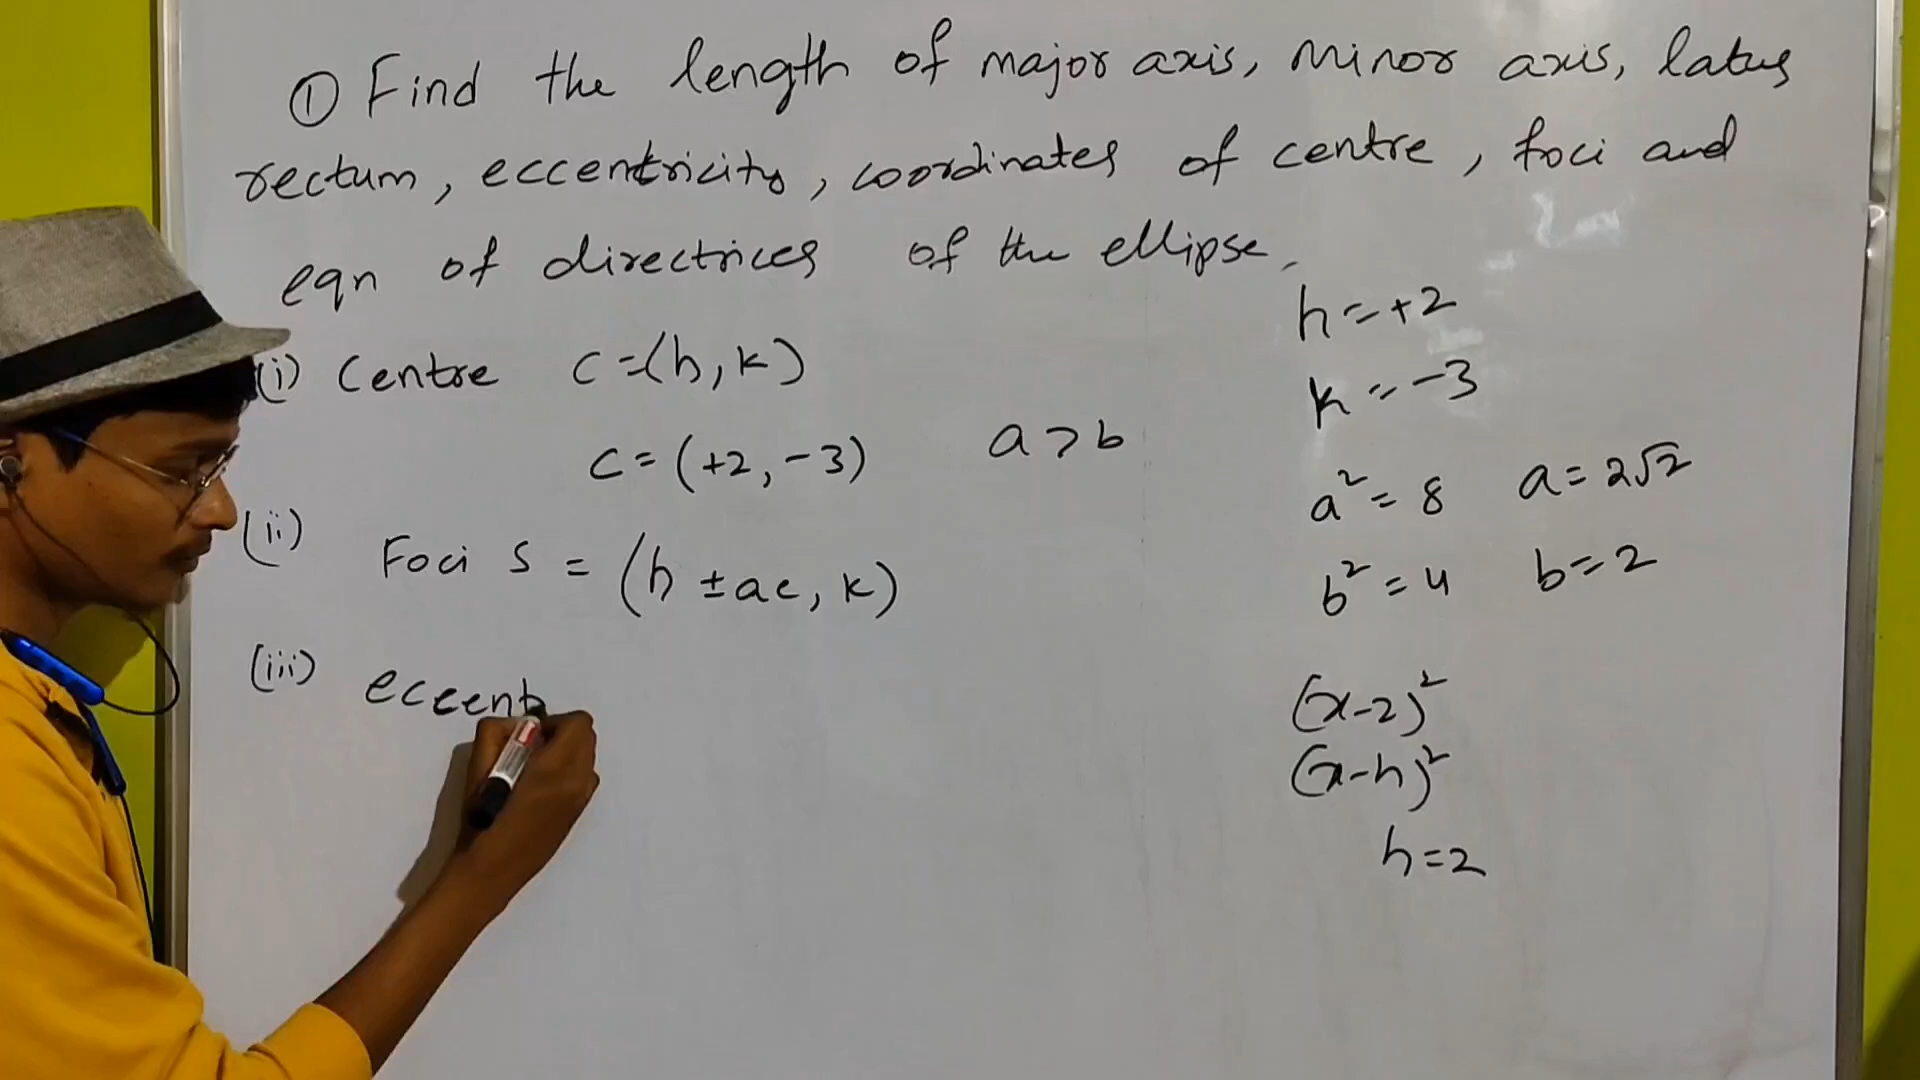 ① Find the length of major axis, minor axis, latus
rectum, eccentricity, coordinates of centre, foci and
eqn of directrices of the ellipse.
h=+2
(i) Centre C=(h,k)
k=-3
C=(+2,-3) a>b
a²=8 a=2√2
(ii) Foci S=(h±ae,k)
b²=4 b=2
(iii) eccent
(x-2)²
(x-h)²
h=2